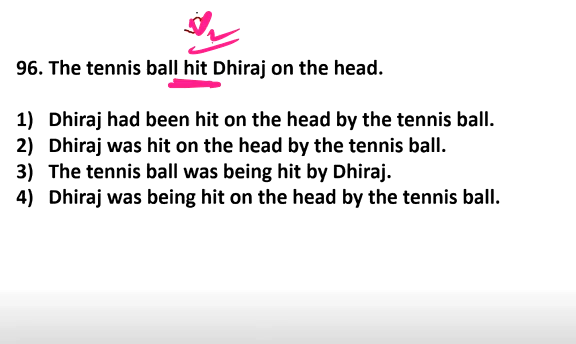 96. The tennis ball hit Dhiraj on the head.
1) Dhiraj had been hit on the head by the tennis ball.
2) Dhiraj was hit on the head by the tennis ball.
3) The tennis ball was being hit by Dhiraj.
4) Dhiraj was being hit on the head by the tennis ball.